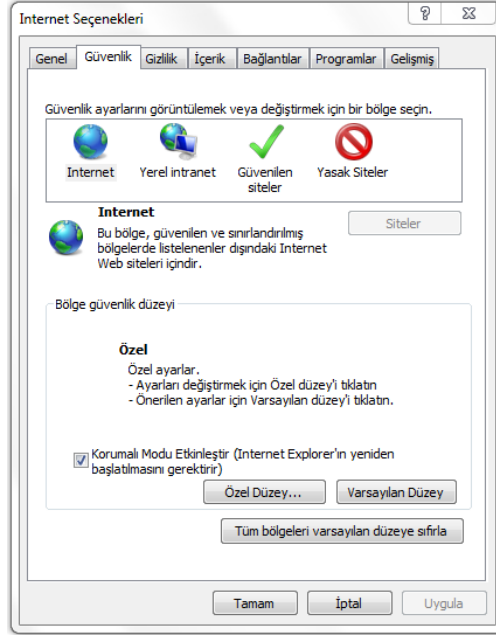 Internet Seçenekleri
Genel Güvenlik Gizlilik İçerik Bağlantılar Programlar Gelişmiş
Güvenlik ayarlarını görüntülemek veya değiştirmek için bir bölge seçin.
Internet Yerel intranet Güvenilen siteler Yasak Siteler
Internet
Siteler
Bu bölge, güvenilen ve sınırlandırılmış
bölgelerde listelenenler dışındaki Internet
Web siteleri içindir.
Bölge güvenlik düzeyi
Özel
Özel ayarlar.
- Ayarları değiştirmek için Özel düzey'i tıklatın
- Önerilen ayarlar için Varsayılan düzey'i tıklatın.
Korumalı Modu Etkinleştir (Internet Explorer'ın yeniden
başlatılmasını gerektirir)
Özel Düzey... Varsayılan Düzey
Tüm bölgeleri varsayılan düzeye sıfırla
Tamam İptal Uygula